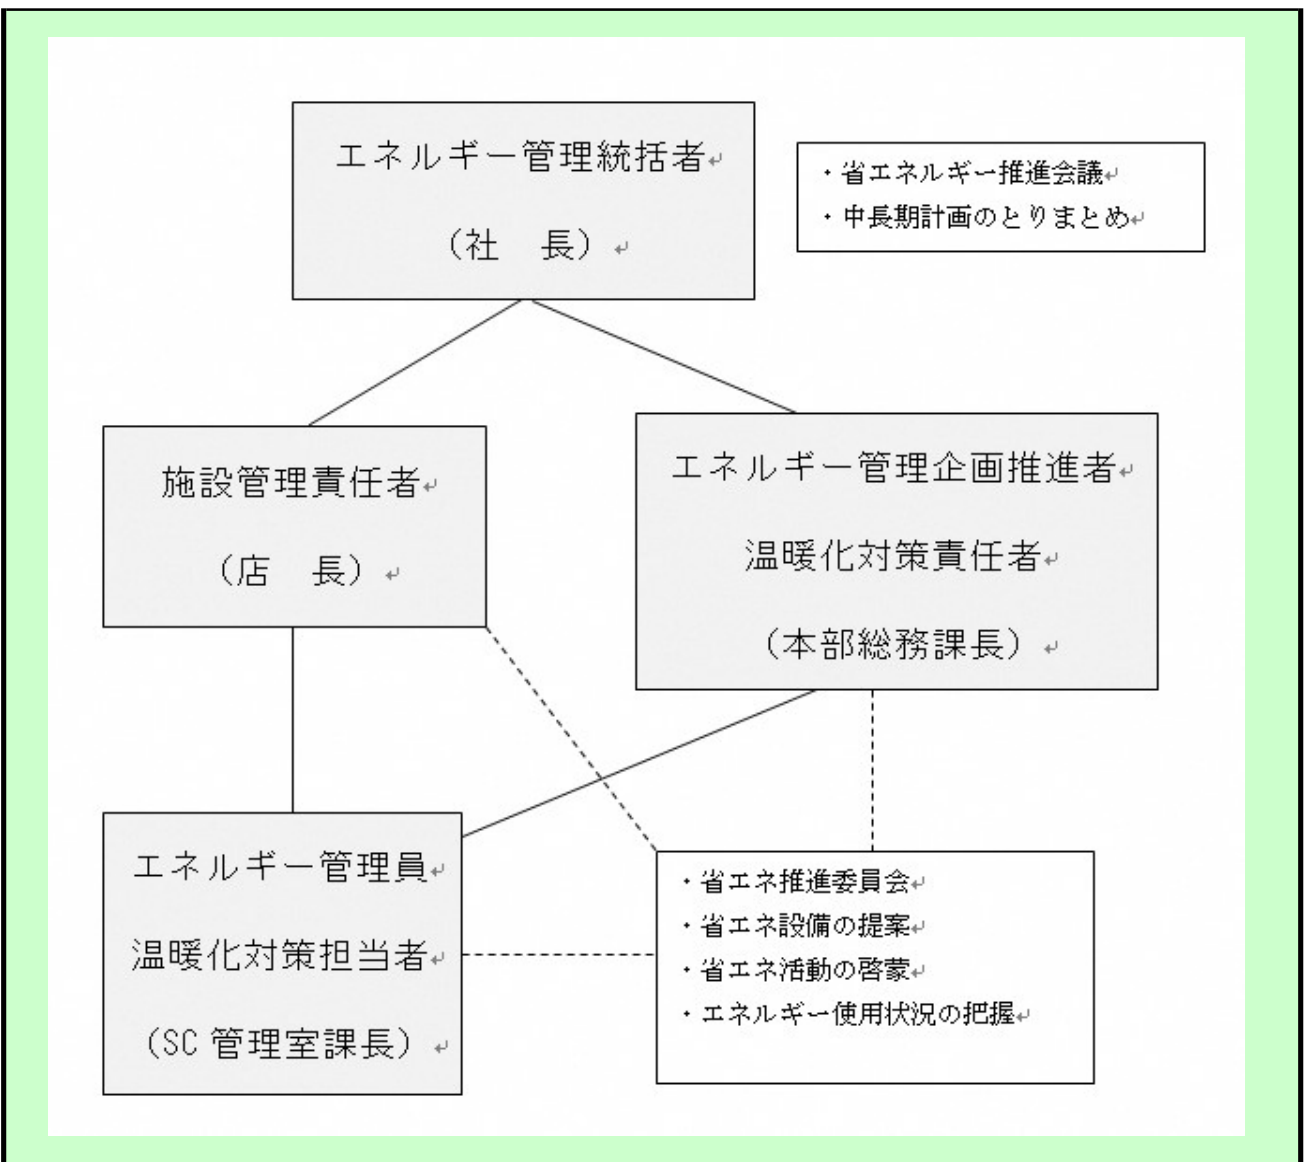 エネルギー管理統括者
（社　長）
・省エネルギー推進会議
・中長期計画のとりまとめ
施設管理責任者
（店　長）
エネルギー管理企画推進者
温暖化対策責任者
（本部総務課長）
エネルギー管理員
温暖化対策担当者
（SC 管理室課長）
・省エネ推進委員会
・省エネ設備の提案
・省エネ活動の啓蒙
・エネルギー使用状況の把握